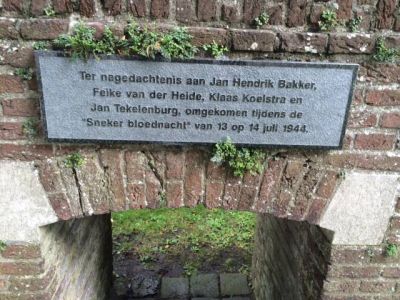 Ter nagedachtenis aan Jan Hendrik Bakker,
Feike van der Heide, Klaas Koelstra en
Jan Tekelenburg, omgekomen tijdens de
"Sneker bloednacht" van 13 op 14 juli 1944.